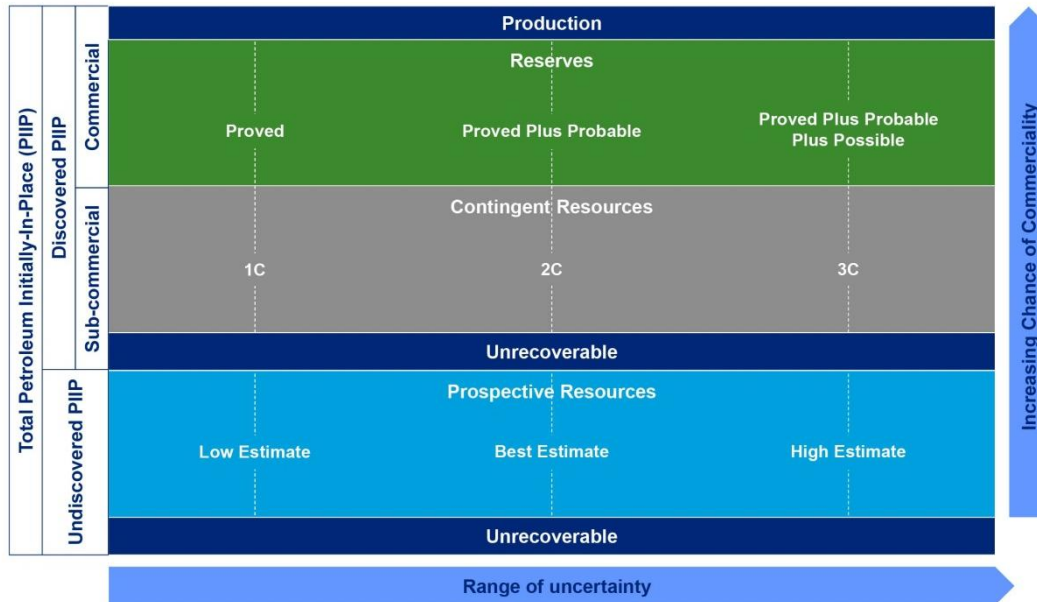 Total Petroleum Initially-In-Place (PIIP)
Discovered PIIP
Undiscovered PIIP
Commercial
Sub-commercial
Production
Reserves
Proved
Proved Plus Probable
Proved Plus Probable
Plus Possible
Contingent Resources
1C
2C
3C
Unrecoverable
Prospective Resources
Low Estimate
Best Estimate
High Estimate
Unrecoverable
Increasing Chance of Commerciality
Range of uncertainty